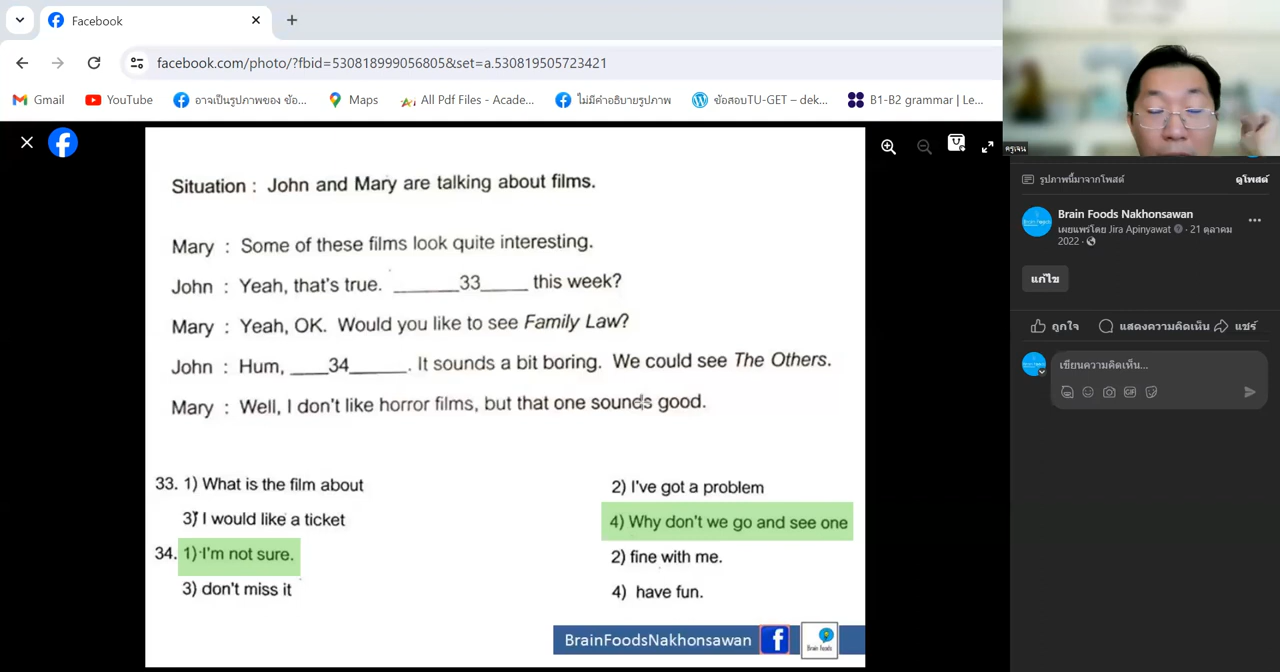 Facebook
facebook.com/photo/?fbid=530818999056805&set=a.530819505723421
Gmail
YouTube
อาจเป็นรูปภาพของ ข้อ...
Maps
All Pdf Files - Acade...
ไม่มีคำอธิบายรูปภาพ
ข้อสอบTU-GET – dek...
B1-B2 grammar | Le...
ครูเจน
Situation : John and Mary are talking about films.
Mary : Some of these films look quite interesting.
John : Yeah, that's true. _______33_____ this week?
Mary : Yeah, OK. Would you like to see Family Law?
John : Hum, ____34______. It sounds a bit boring. We could see The Others.
Mary : Well, I don't like horror films, but that one sounds good.
33. 1) What is the film about
2) I've got a problem
3) I would like a ticket
4) Why don't we go and see one
34. 1) I'm not sure.
2) fine with me.
3) don't miss it
4) have fun.
BrainFoodsNakhonsawan
Brain Foods
รูปภาพนี้มาจากโพสต์
ดูโพสต์
Brain Foods Nakhonsawan
เผยแพร่โดย Jira Apinyawat · 21 ตุลาคม
2022 ·
แก้ไข
ถูกใจ
แสดงความคิดเห็น
แชร์
เขียนความคิดเห็น...